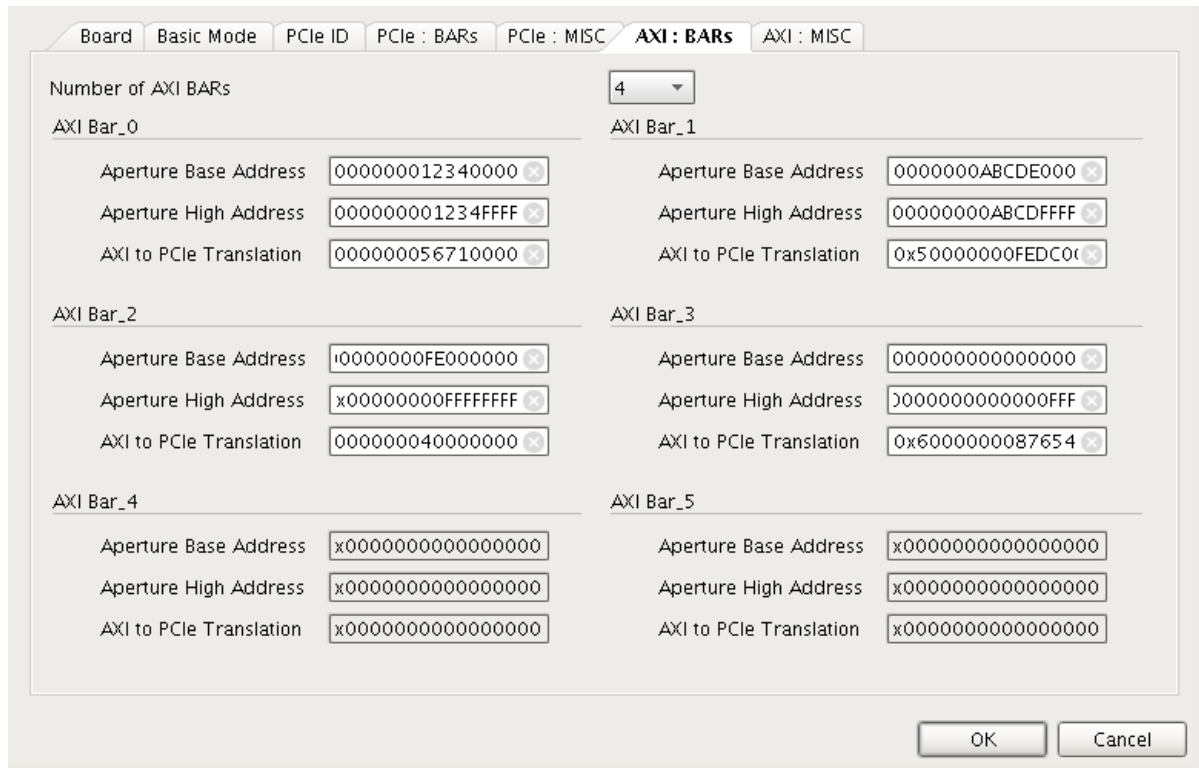 Board Basic Mode PCIe ID PCIe : BARs PCIe : MISC AXI : BARs AXI : MISC
Number of AXI BARs 4
AXI Bar_0
Aperture Base Address 000000012340000
Aperture High Address 000000001234FFFF
AXI to PCIe Translation 000000056710000
AXI Bar_1
Aperture Base Address 0000000ABCDE000
Aperture High Address 00000000ABCDFFFF
AXI to PCIe Translation 0x50000000FEDC0
AXI Bar_2
Aperture Base Address 0000000FE000000
Aperture High Address x00000000FFFFFFFF
AXI to PCIe Translation 000000040000000
AXI Bar_3
Aperture Base Address 000000000000000
Aperture High Address 0000000000000FFF
AXI to PCIe Translation 0x6000000087654
AXI Bar_4
Aperture Base Address x0000000000000000
Aperture High Address x0000000000000000
AXI to PCIe Translation x0000000000000000
AXI Bar_5
Aperture Base Address x0000000000000000
Aperture High Address x0000000000000000
AXI to PCIe Translation x0000000000000000
OK Cancel